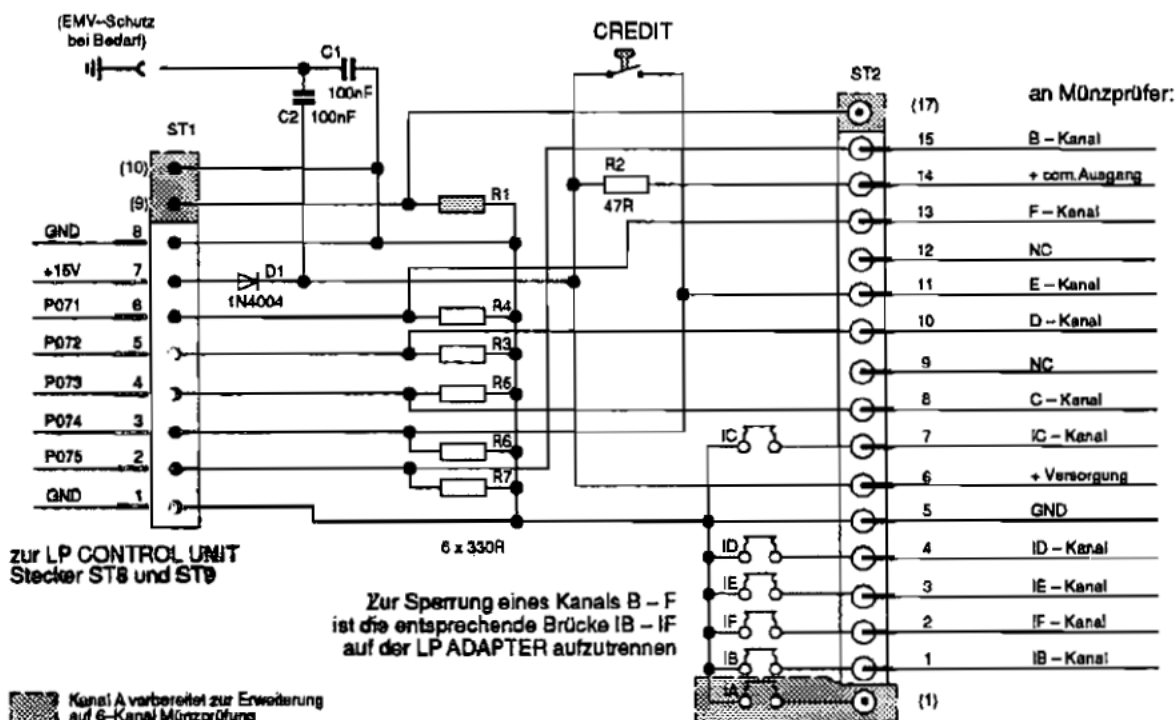 (EMV-Schutz
bei Bedarf)
C1
100nF
C2
100nF
CREDIT
ST2
(17)
an Münzprüfer:
ST1
15
B - Kanal
(10)
R2
47R
14
+ com.Ausgang
(9)
R1
13
F - Kanal
GND
8
12
NC
+15V
7
D1
1N4004
11
E - Kanal
P071
6
R4
10
D - Kanal
P072
5
R3
9
NC
P073
4
R5
8
C - Kanal
P074
3
R6
IC
7
IC - Kanal
P075
2
R7
6
+ Versorgung
GND
1
5
GND
6 x 330R
zur LP CONTROL UNIT
Stecker ST8 und ST9
ID
4
ID - Kanal
IE
3
IE - Kanal
Zur Sperrung eines Kanals B - F
ist die entsprechende Brücke IB - IF
auf der LP ADAPTER aufzutrennen
IF
2
IF - Kanal
IB
1
IB - Kanal
IA
(1)
Kanal A vorbereitet zur Erweiterung
auf 6-Kanal Münzprüfung